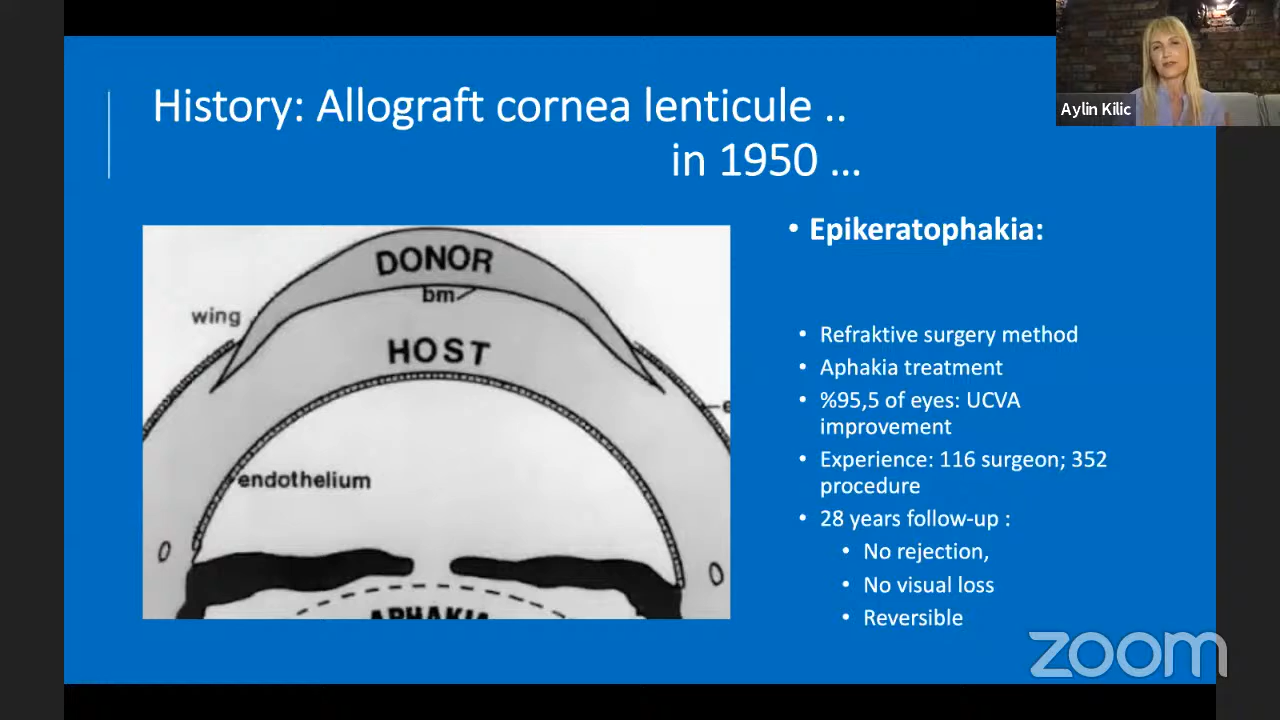 History: Allograft cornea lenticule ..
in 1950 ...
Aylin Kilic
• Epikeratophakia:
DONOR
bm
wing
HOST
e
endothelium
APHAKIA
• Refraktive surgery method
• Aphakia treatment
• %95,5 of eyes: UCVA
improvement
• Experience: 116 surgeon; 352
procedure
• 28 years follow-up :
• No rejection,
• No visual loss
• Reversible
zoom